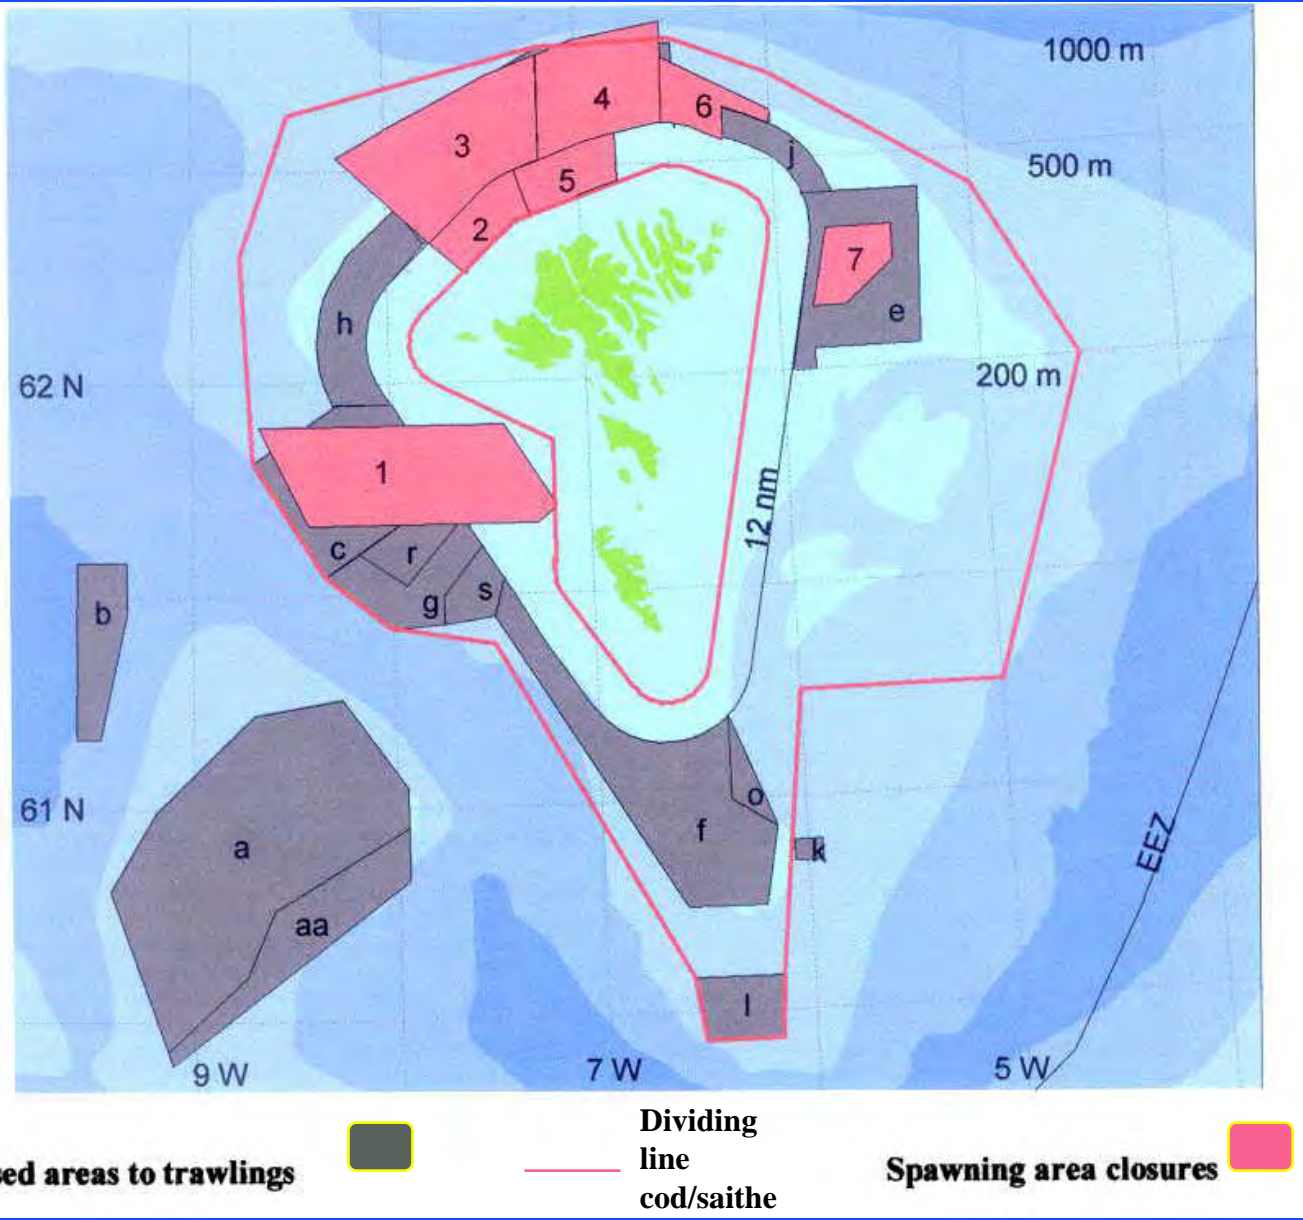 1000 m
4
6
3
j
500 m
5
2
7
e
h
200 m
62 N
1
12 nm
c
r
s
g
b
61 N
o
f
a
k
EEZ
aa
l
9 W
7 W
5 W
Dividing
line
cod/saithe
sed areas to trawlings
Spawning area closures